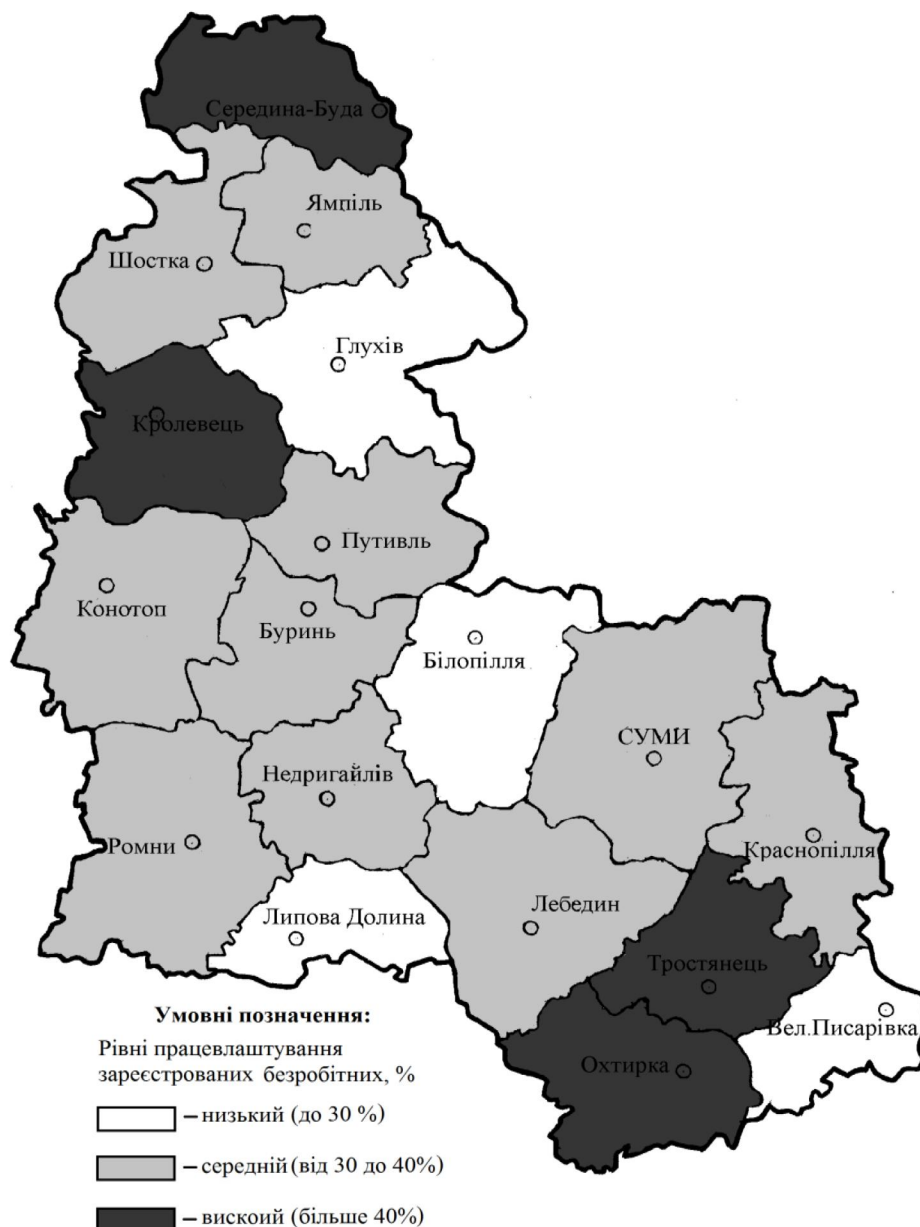 Середина-Буда
Ямпіль
Шостка
Глухів
Кролевець
Путивль
Конотоп
Буринь
Білопілля
СУМИ
Недригайлів
Ромни
Краснопілля
Липова Долина
Лебедин
Тростянець
Вел.Писарівка
Охтирка
Умовні позначення:
Рівні працевлаштування
зареєстрованих безробітних, %
– низький (до 30 %)
– середній (від 30 до 40%)
– вискоий (більше 40%)